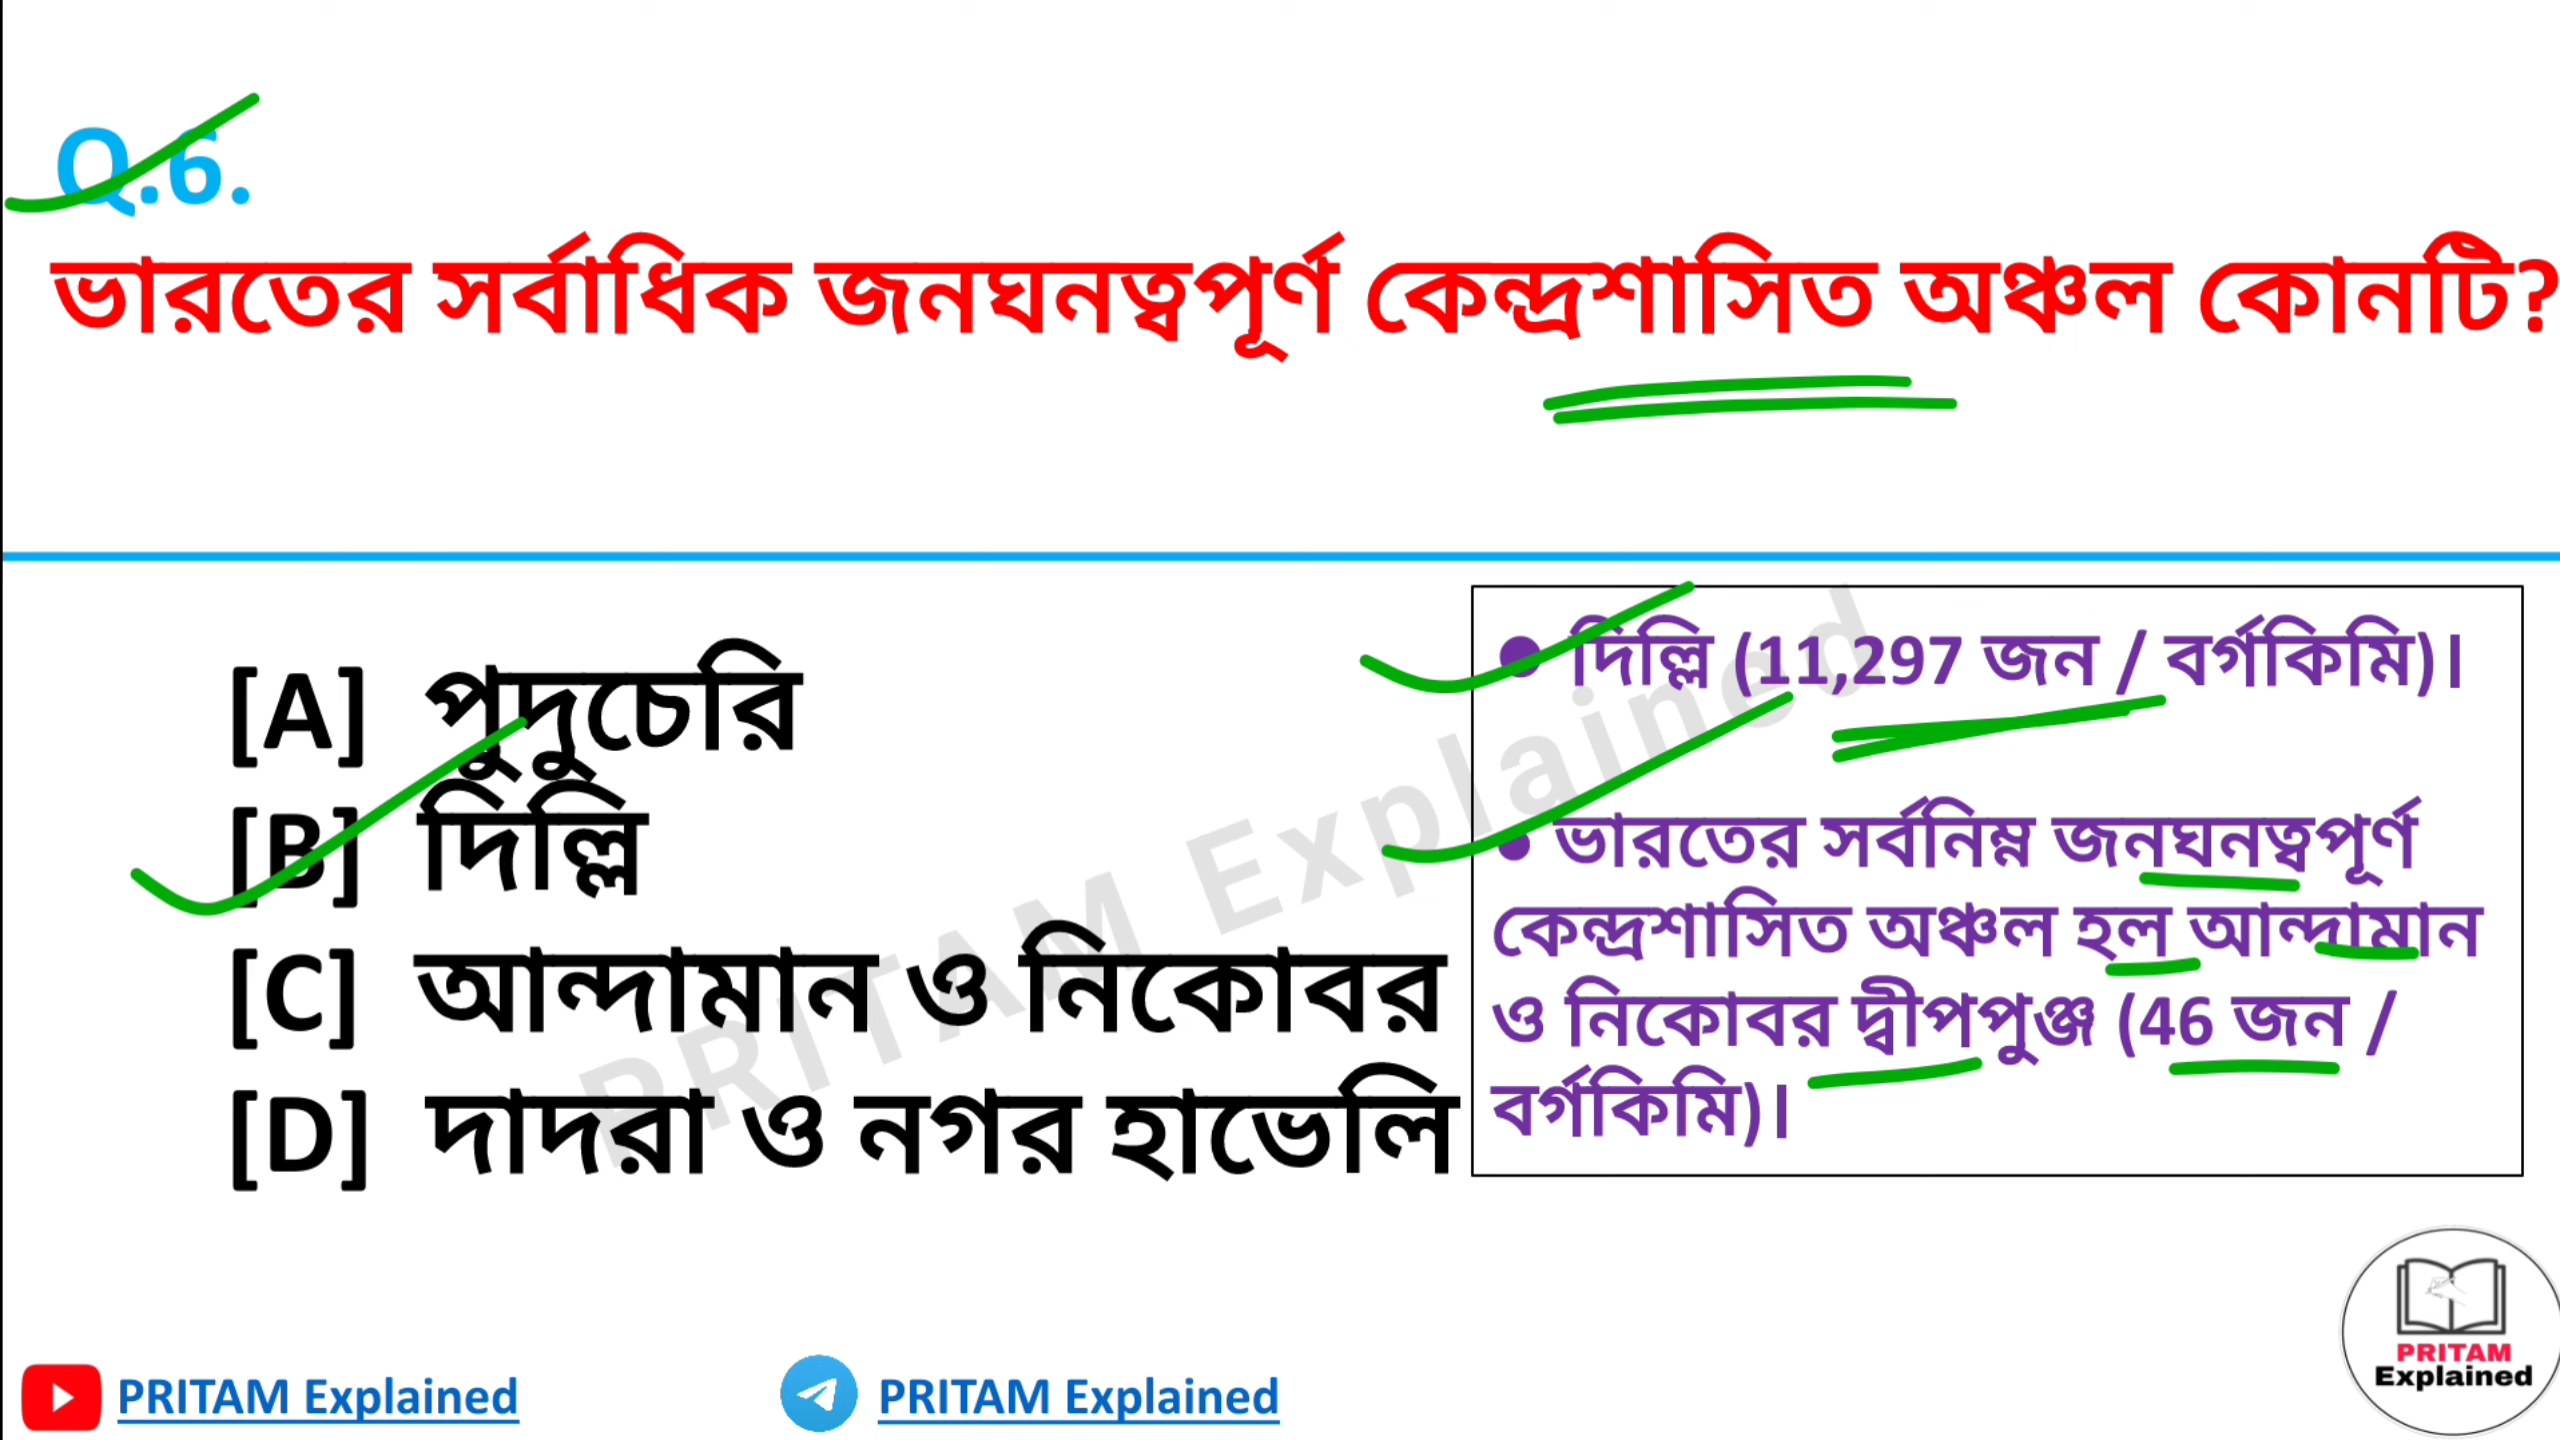 Q.6.
ভারতের সর্বাধিক জনঘনত্বপূর্ণ কেন্দ্রশাসিত অঞ্চল কোনটি?
[A] পুদুচেরি
[B] দিল্লি
[C] আন্দামান ও নিকোবর
[D] দাদরা ও নগর হাভেলি
● দিল্লি (11,297 জন / বর্গকিমি)।
● ভারতের সর্বনিম্ন জনঘনত্বপূর্ণ
কেন্দ্রশাসিত অঞ্চল হল আন্দামান
ও নিকোবর দ্বীপপুঞ্জ (46 জন /
বর্গকিমি)।
PRITAM Explained
PRITAM Explained
PRITAM Explained
PRITAM
Explained